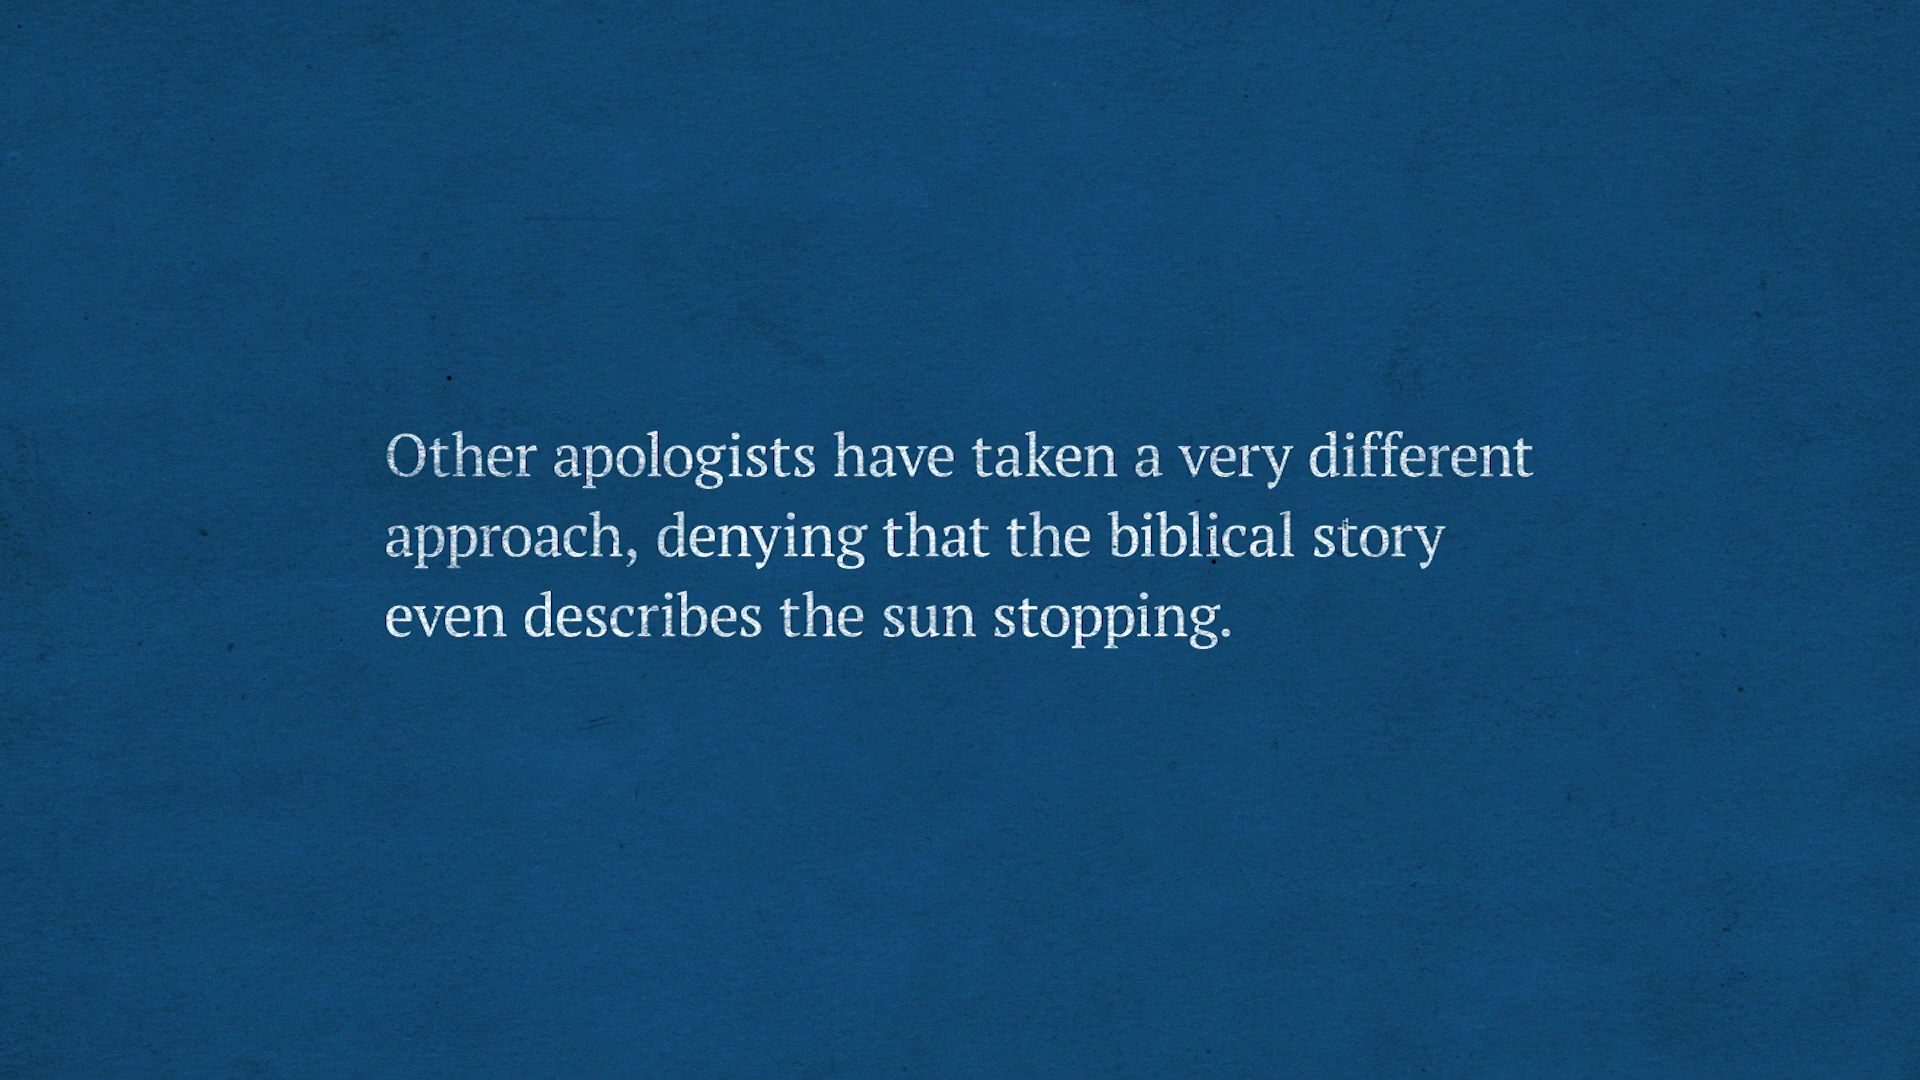 Other apologists have taken a very different
approach, denying that the biblical story
even describes the sun stopping.